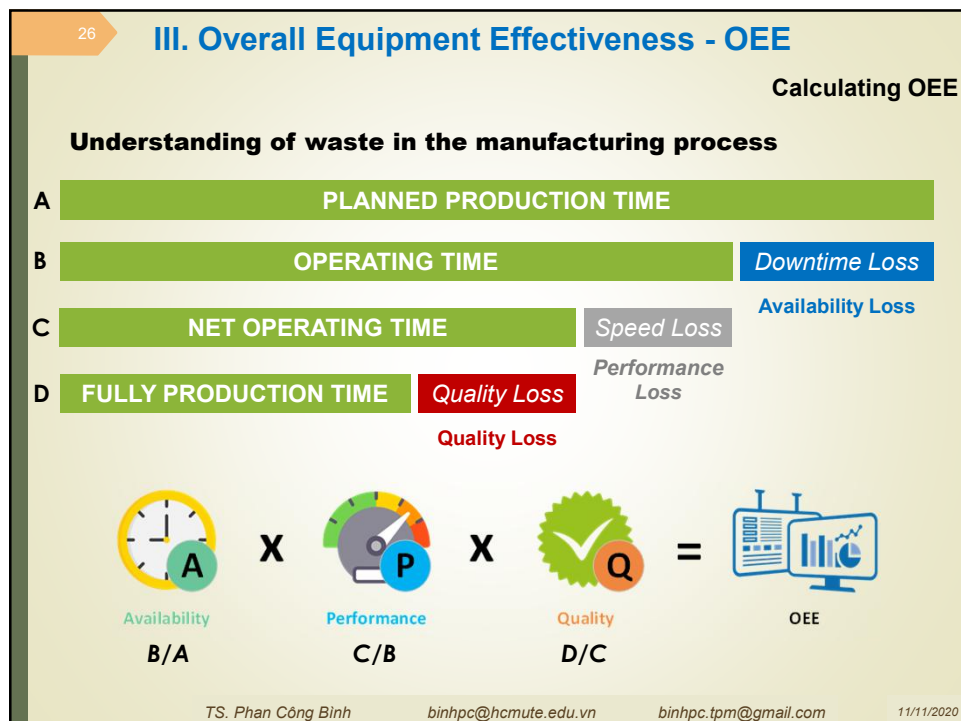 26
III. Overall Equipment Effectiveness - OEE
Calculating OEE
Understanding of waste in the manufacturing process
A PLANNED PRODUCTION TIME
B OPERATING TIME Downtime Loss
Availability Loss
C NET OPERATING TIME Speed Loss
Performance
Loss
D FULLY PRODUCTION TIME Quality Loss
Quality Loss
A X P X Q =
Availability Performance Quality OEE
B/A C/B D/C
TS. Phan Công Bình binhpc@hcmute.edu.vn binhpc.tpm@gmail.com 11/11/2020